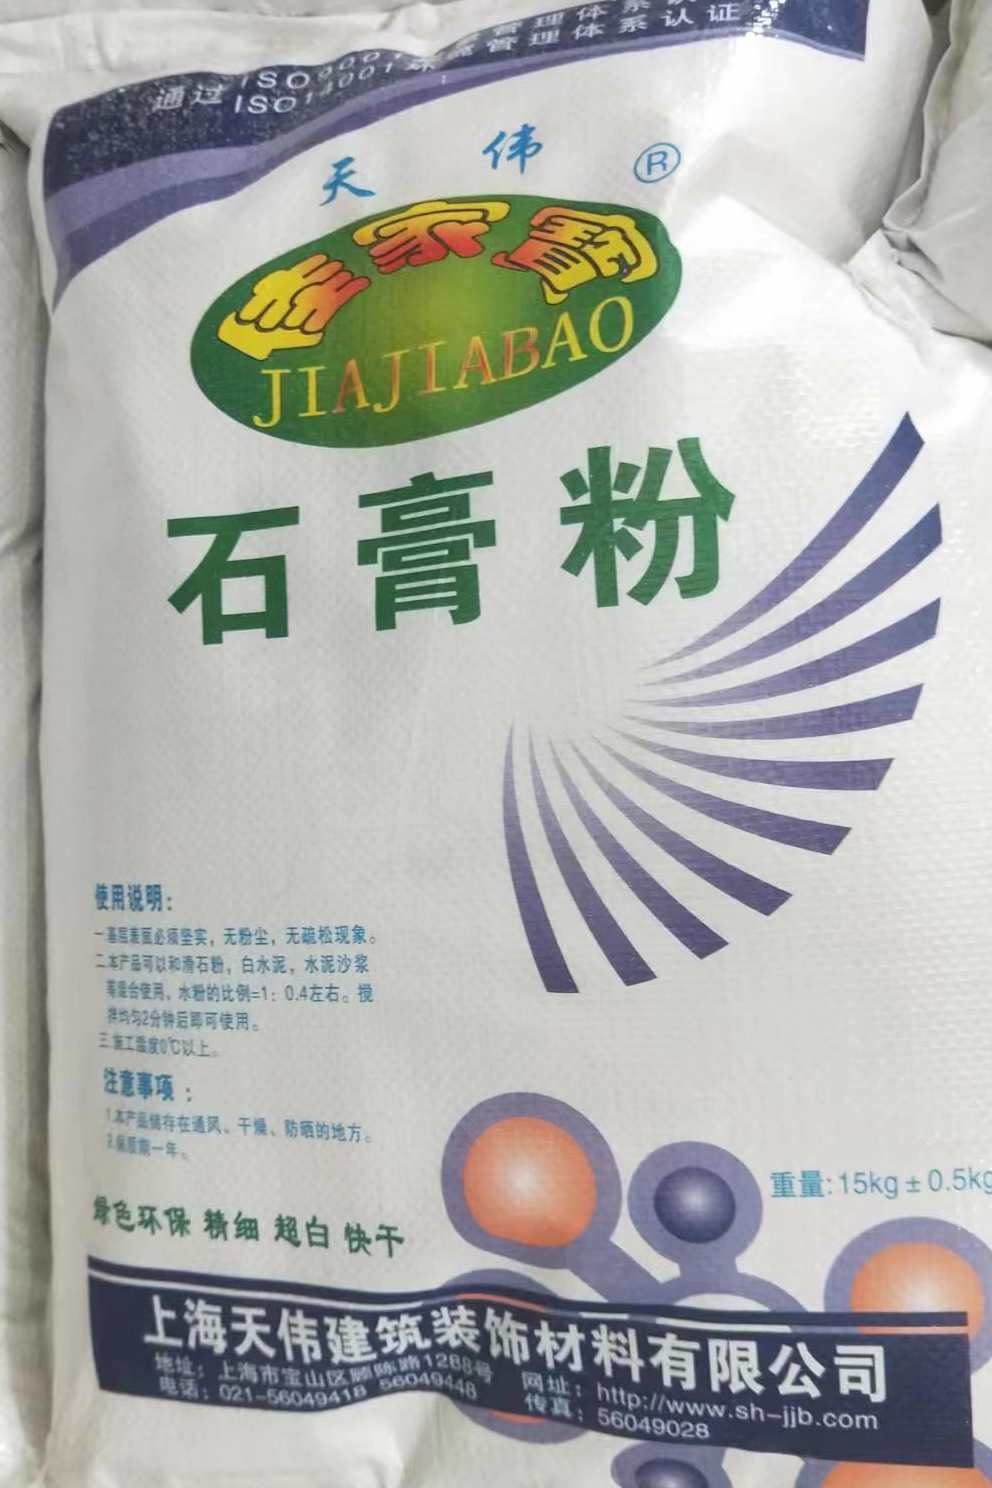 通过ISO9001 管理体系认
ISO14001环境管理体系认证
天伟®
佳家寶
JIAJIABAO
石膏粉
使用说明：
一.基层表面必须坚实，无粉尘，无疏松现象。
二.本产品可以和滑石粉，白水泥，水泥沙浆
等混合使用，水粉的比例=1：0.4左右。搅
拌均匀2分钟后即可使用。
三.施工温度0℃以上。
注意事项：
1.本产品储存在通风、干燥、防晒的地方。
2.保质期一年。
重量:15kg±0.5kg
绿色环保 精细 超白 快干
上海天伟建筑装饰材料有限公司
地址：上海市宝山区顾陈路1288号 网址：http://www.sh-jjb.com
电话：021-56049418 56049448 传真：56049028